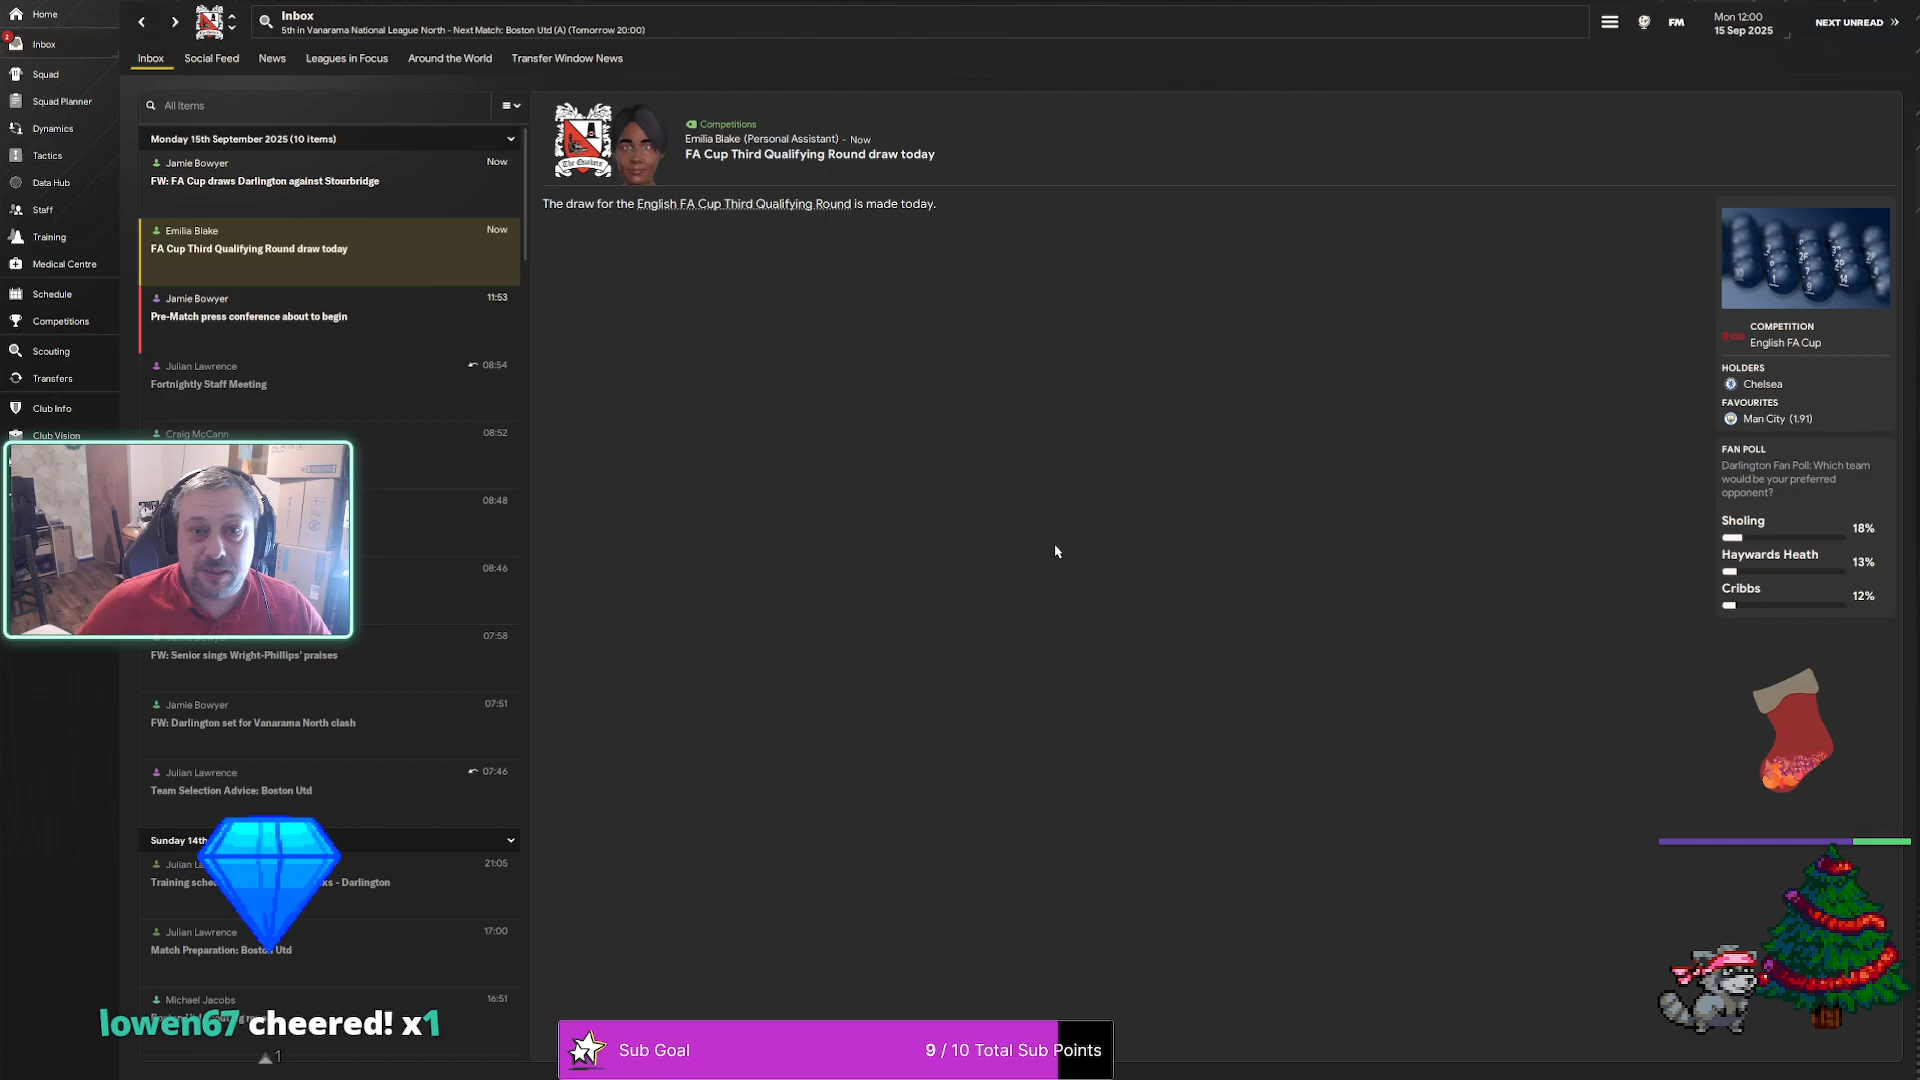 Home
Inbox
5th in Vanarama National League North - Next Match: Boston Utd (A) (Tomorrow 20:00)
FM
Mon 12:00
15 Sep 2025
NEXT UNREAD
2
Inbox
Squad
Squad Planner
Dynamics
Tactics
Data Hub
Staff
Training
Medical Centre
Schedule
Competitions
Scouting
Transfers
Club Info
Club Vision
Inbox
Social Feed
News
Leagues in Focus
Around the World
Transfer Window News
All Items
Monday 15th September 2025 (10 items)
Jamie Bowyer
Now
FW: FA Cup draws Darlington against Stourbridge
Emilia Blake
Now
FA Cup Third Qualifying Round draw today
Jamie Bowyer
11:53
Pre-Match press conference about to begin
Julian Lawrence
08:54
Fortnightly Staff Meeting
Craig McCann
08:52
08:48
08:46
07:58
FW: Senior sings Wright-Phillips' praises
Jamie Bowyer
07:51
FW: Darlington set for Vanarama North clash
Julian Lawrence
07:46
Team Selection Advice: Boston Utd
Sunday 14th
Julian La
21:05
Training sche
ks - Darlington
Julian Lawrence
17:00
Match Preparation: Boston Utd
Michael Jacobs
16:51
lowen67 cheered! x1
1
The Quakers
Competitions
Emilia Blake (Personal Assistant) - Now
FA Cup Third Qualifying Round draw today
The draw for the English FA Cup Third Qualifying Round is made today.
COMPETITION
English FA Cup
HOLDERS
Chelsea
FAVOURITES
Man City (1.91)
FAN POLL
Darlington Fan Poll: Which team
would be your preferred
opponent?
Sholing
18%
Haywards Heath
13%
Cribbs
12%
Sub Goal
9 / 10 Total Sub Points